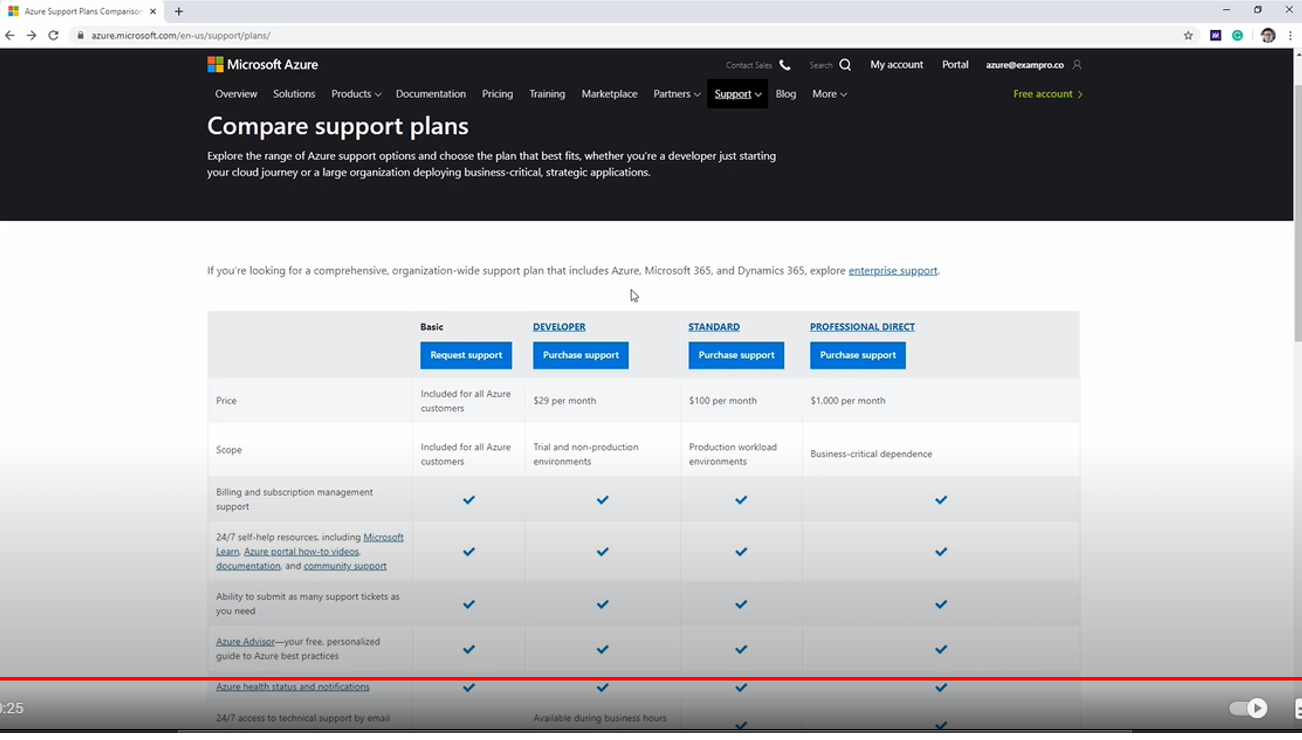 Azure Support Plans Comparison
azure.microsoft.com/en-us/support/plans/
Microsoft Azure
Contact Sales
Search
My account
Portal
azure@exampro.co
Overview
Solutions
Products
Documentation
Pricing
Training
Marketplace
Partners
Support
Blog
More
Free account
Compare support plans
Explore the range of Azure support options and choose the plan that best fits, whether you're a developer just starting
your cloud journey or a large organization deploying business-critical, strategic applications.
If you're looking for a comprehensive, organization-wide support plan that includes Azure, Microsoft 365, and Dynamics 365, explore enterprise support.
Basic
DEVELOPER
STANDARD
PROFESSIONAL DIRECT
Request support
Purchase support
Purchase support
Purchase support
Price
Included for all Azure
customers
$29 per month
$100 per month
$1,000 per month
Scope
Included for all Azure
customers
Trial and non-production
environments
Production workload
environments
Business-critical dependence
Billing and subscription management
support
24/7 self-help resources, including Microsoft
Learn, Azure portal how-to videos,
documentation, and community support
Ability to submit as many support tickets as
you need
Azure Advisor—your free, personalized
guide to Azure best practices
Azure health status and notifications
24/7 access to technical support by email
Available during business hours
:25